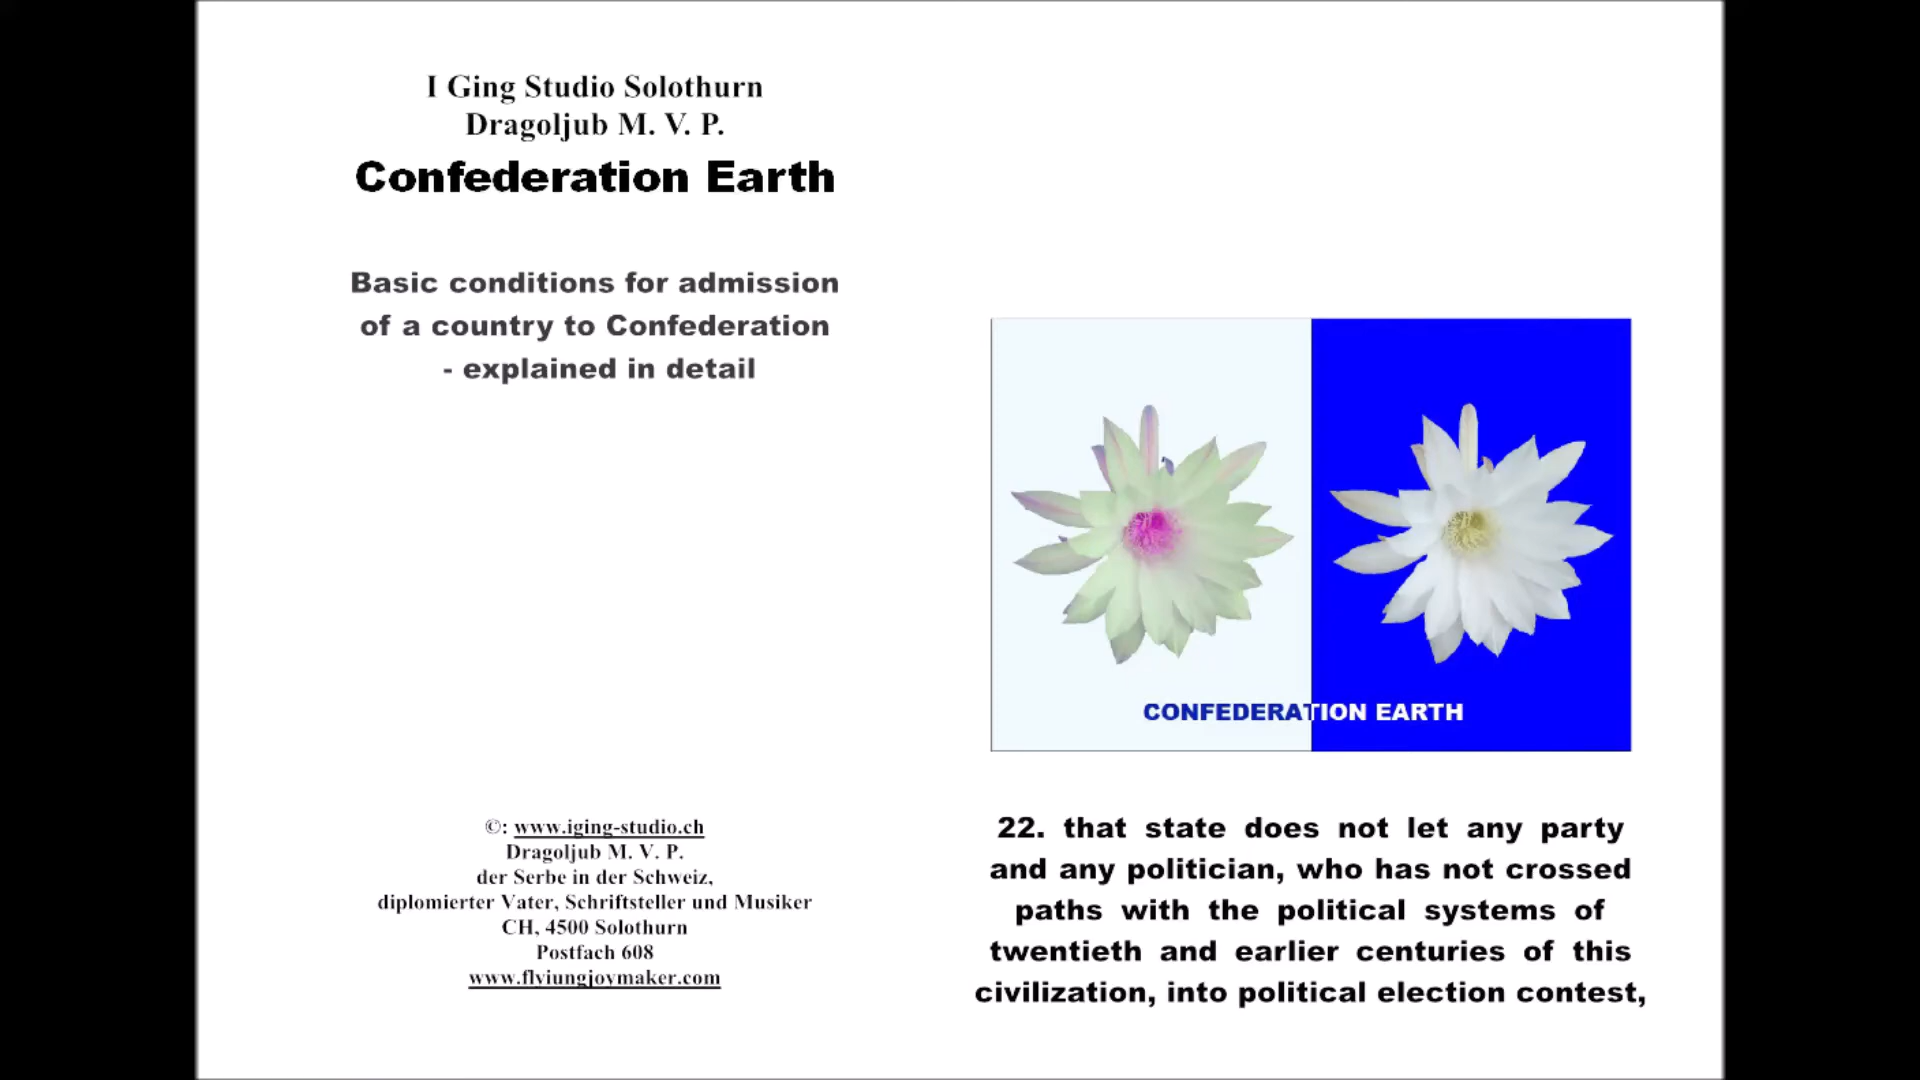 I Ging Studio Solothurn
Dragoljub M. V. P.
Confederation Earth
Basic conditions for admission
of a country to Confederation
- explained in detail
©: www.iging-studio.ch
Dragoljub M. V. P.
der Serbe in der Schweiz,
diplomierter Vater, Schriftsteller und Musiker
CH, 4500 Solothurn
Postfach 608
www.flyiungjoymaker.com
CONFEDERATION EARTH
22. that state does not let any party
and any politician, who has not crossed
paths with the political systems of
twentieth and earlier centuries of this
civilization, into political election contest,